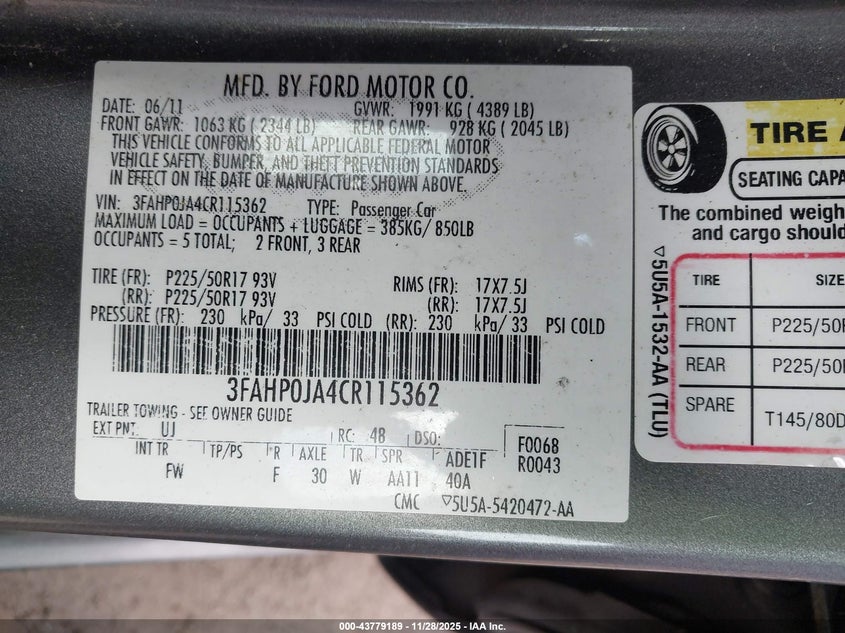 MFD. BY FORD MOTOR CO.
DATE: 06/11 GVWR: 1991 KG ( 4389 LB)
FRONT GAWR: 1063 KG ( 2344 LB) REAR GAWR: 928 KG ( 2045 LB)
THIS VEHICLE CONFORMS TO ALL APPLICABLE FEDERAL MOTOR
VEHICLE SAFETY, BUMPER, AND THEFT PREVENTION STANDARDS
IN EFFECT ON THE DATE OF MANUFACTURE SHOWN ABOVE.
VIN: 3FAHP0JA4CR115362 TYPE: Passenger Car
MAXIMUM LOAD = OCCUPANTS + LUGGAGE = 385KG/ 850LB
OCCUPANTS = 5 TOTAL; 2 FRONT, 3 REAR
TIRE (FR): P225/50R17 93V RIMS (FR): 17X7.5J
(RR): P225/50R17 93V (RR): 17X7.5J
PRESSURE (FR): 230 kPa/ 33 PSI COLD (RR): 230 kPa/ 33 PSI COLD
3FAHP0JA4CR115362
TRAILER TOWING - SEE OWNER GUIDE
EXT PNT: UJ RC: 4B DSO: F0068
INT TR TP/PS R AXLE TR SPR ADE1F R0043
FW F 30 W AA11 40A
CMC ▽5U5A-5420472-AA
TIRE A
SEATING CAPA
The combined weigh
and cargo should
▽5U5A-1532-AA (TLU)
TIRE SIZE
FRONT P225/50
REAR P225/50
SPARE T145/80D
000-43779189 - 11/28/2025 - IAA Inc.